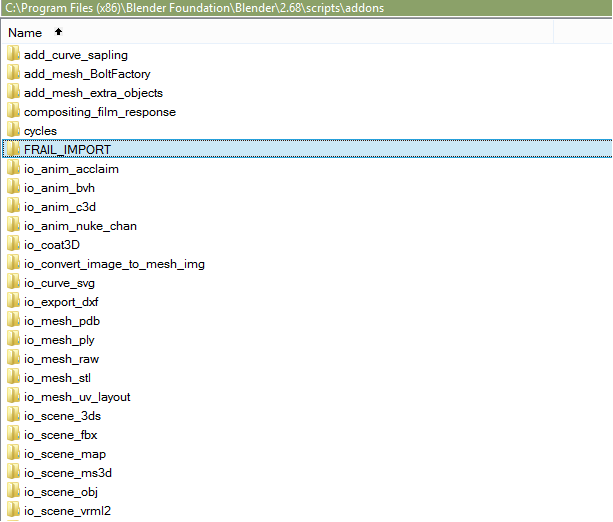 C:\Program Files (x86)\Blender Foundation\Blender\2.68\scripts\addons
Name
add_curve_sapling
add_mesh_BoltFactory
add_mesh_extra_objects
compositing_film_response
cycles
FRAIL_IMPORT
io_anim_acclaim
io_anim_bvh
io_anim_c3d
io_anim_nuke_chan
io_coat3D
io_convert_image_to_mesh_img
io_curve_svg
io_export_dxf
io_mesh_pdb
io_mesh_ply
io_mesh_raw
io_mesh_stl
io_mesh_uv_layout
io_scene_3ds
io_scene_fbx
io_scene_map
io_scene_ms3d
io_scene_obj
io_scene_vrml2